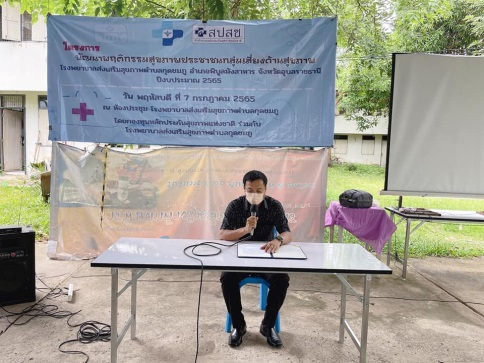 สปสช
โครงการ
พัฒนาพฤติกรรมสุขภาพประชาชนกลุ่มเสี่ยงด้านสุขภาพ
โรงพยาบาลส่งเสริมสุขภาพตำบลกุดชมภู อำเภอพิบูลมังสาหาร จังหวัดอุบลราชธานี
ปีงบประมาณ 2565
วัน พฤหัสบดี ที่ 7 กรกฎาคม 2565
ณ ห้องประชุม โรงพยาบาลส่งเสริมสุขภาพตำบลกุดชมภู
โดยกองทุนหลักประกันสุขภาพแห่งชาติ ร่วมกับ
โรงพยาบาลส่งเสริมสุขภาพตำบลกุดชมภู